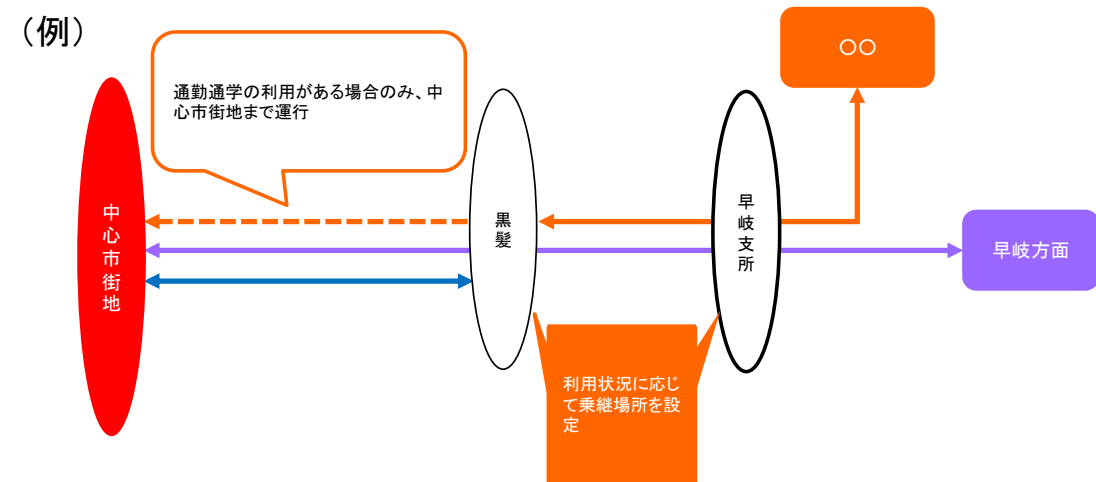 （例）
○○
通勤通学の利用がある場合のみ、中
心市街地まで運行
中心市街地
黒髪
早岐支所
早岐方面
利用状況に応じ
て乗継場所を設
定